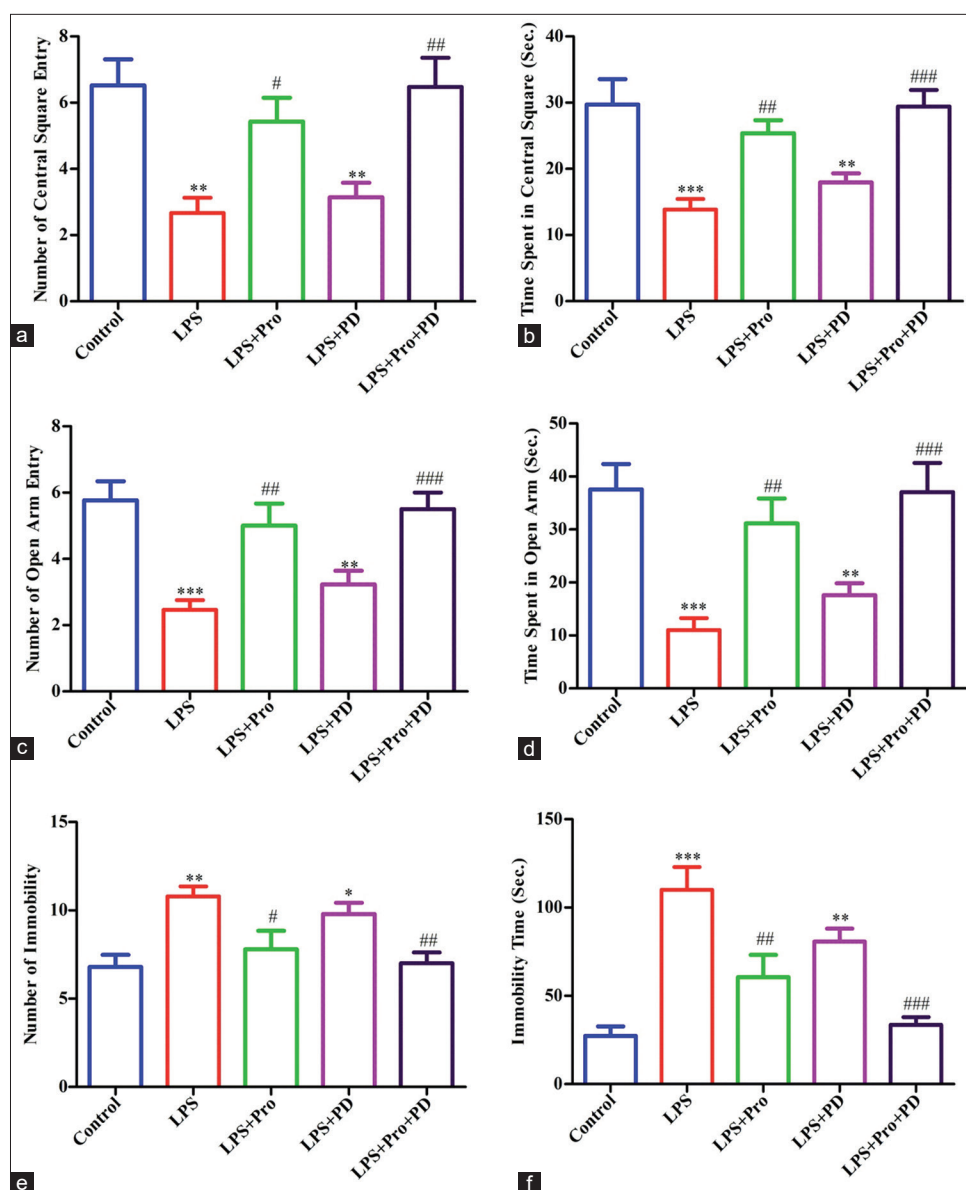 Number of Central Square Entry
8
6
4
2
0
**
#
**
##
Control
LPS
LPS+Pro
LPS+PD
LPS+Pro+PD
a
Time Spent in Central Square (Sec.)
40
30
20
10
0
***
##
**
###
Control
LPS
LPS+Pro
LPS+PD
LPS+Pro+PD
b
Number of Open Arm Entry
8
6
4
2
0
***
##
**
###
Control
LPS
LPS+Pro
LPS+PD
LPS+Pro+PD
c
Time Spent in Open Arm (Sec.)
50
40
30
20
10
0
***
##
**
###
Control
LPS
LPS+Pro
LPS+PD
LPS+Pro+PD
d
Number of Immobility
15
10
5
0
**
#
*
##
Control
LPS
LPS+Pro
LPS+PD
LPS+Pro+PD
e
Immobility Time (Sec.)
150
100
50
0
***
##
**
###
Control
LPS
LPS+Pro
LPS+PD
LPS+Pro+PD
f